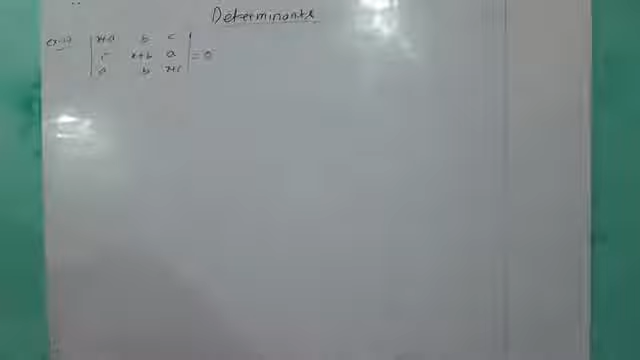 Determinants
x+a b c
x+b a = 0
a b x+c